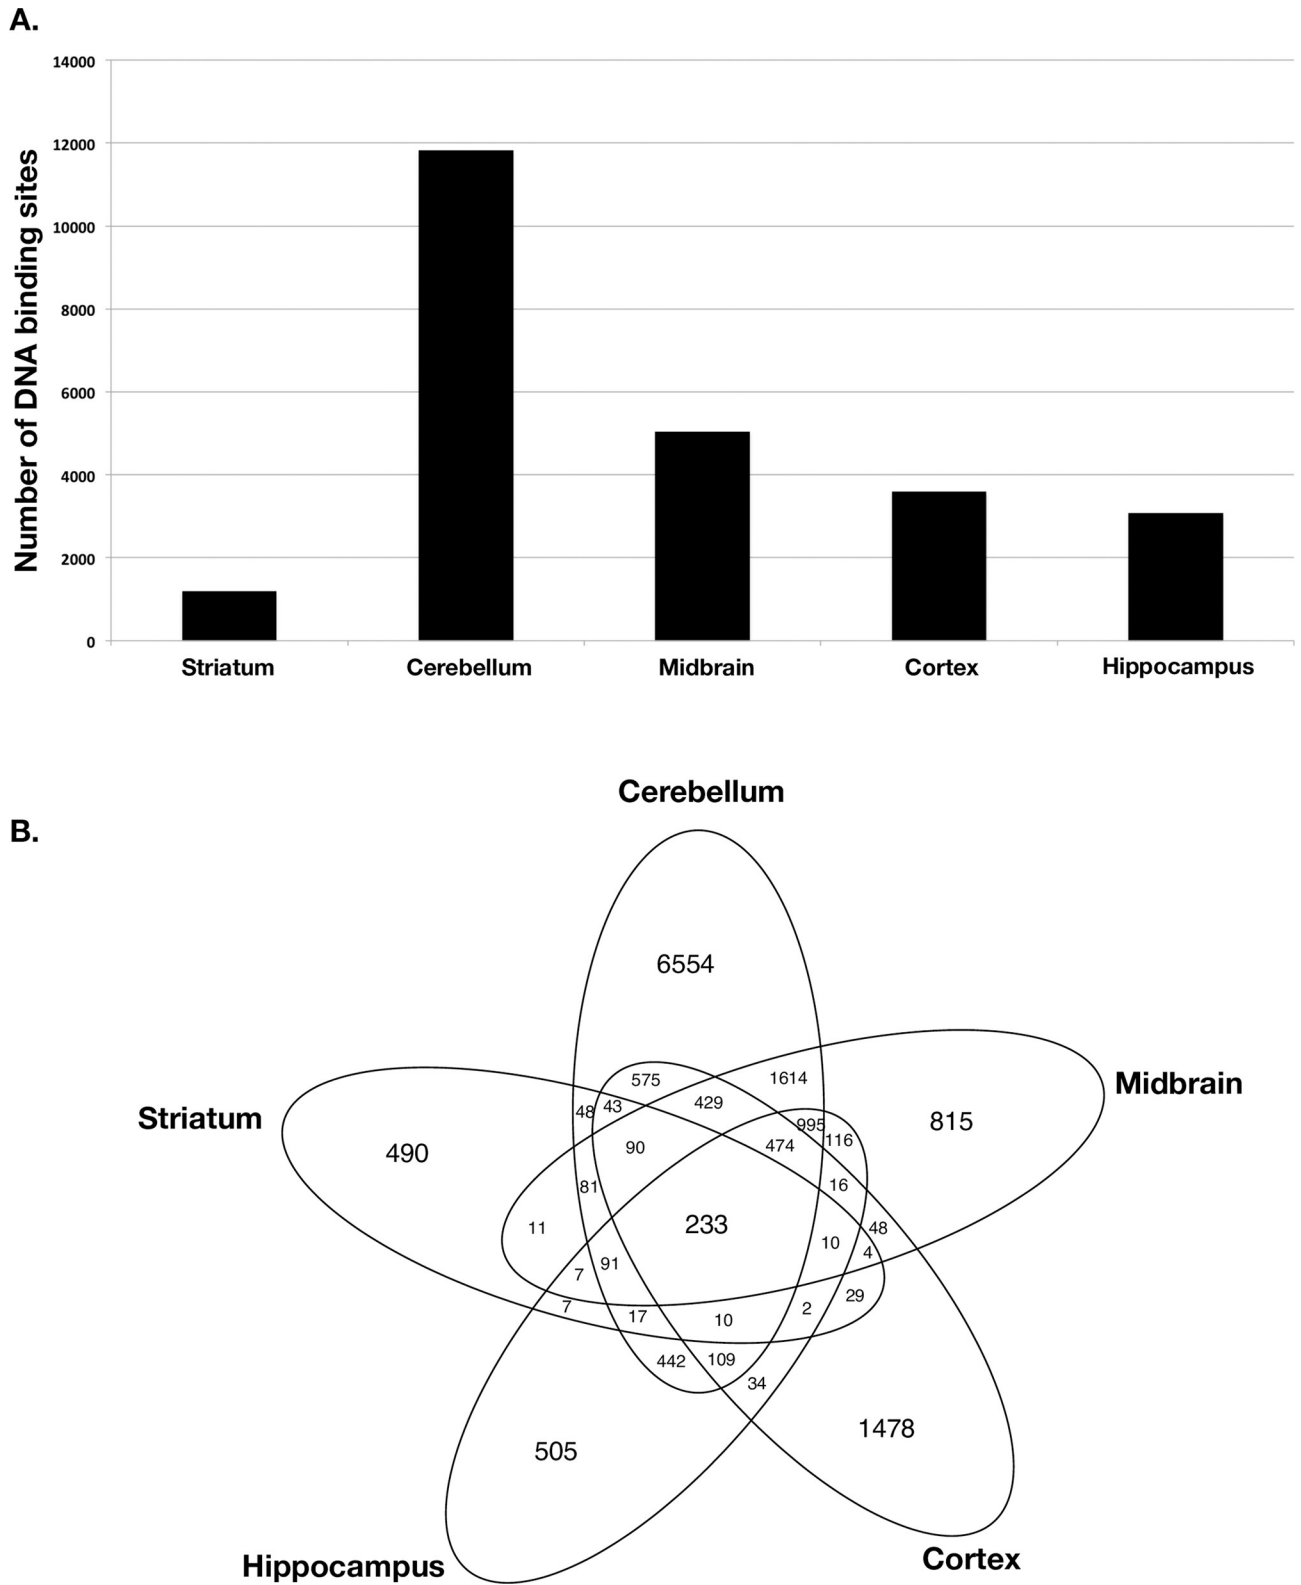 A.
14000
12000
10000
8000
6000
4000
2000
0
Number of DNA binding sites
Striatum Cerebellum Midbrain Cortex Hippocampus
B.
Cerebellum
6554
Midbrain
Striatum
575 1614
48 43 429
995 116
815
490
90 474
81 16
11 233 48
10 4
7 91
7 17 10 2 29
442 109
34
1478
505
Hippocampus
Cortex